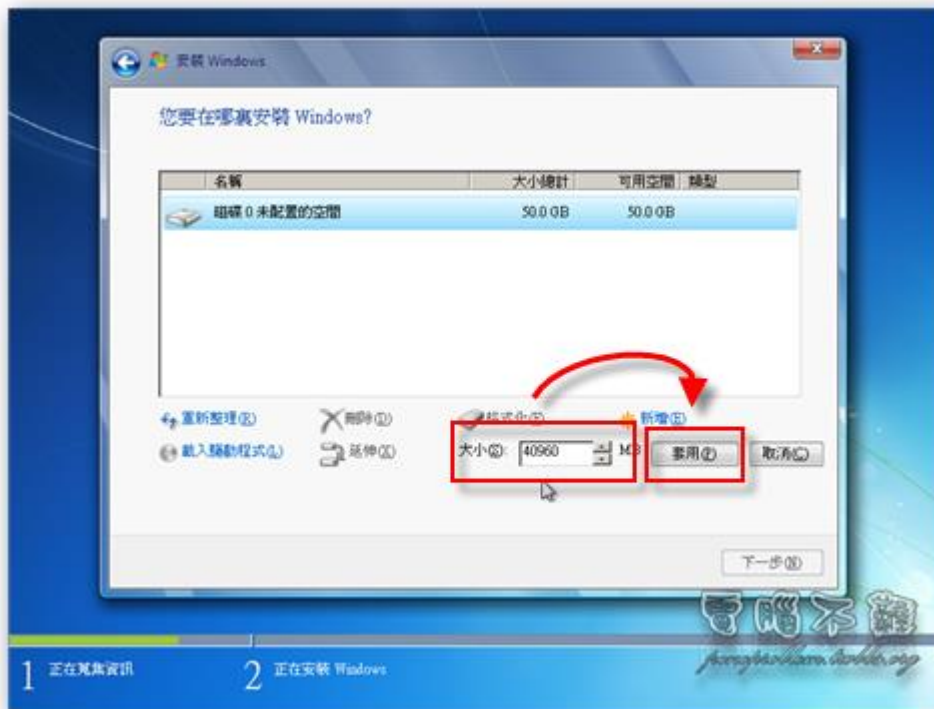 安裝 Windows
您要在哪裏安裝 Windows?
名稱 大小總計 可用空間 類型
磁碟 0 未配置的空間 50.0 GB 50.0 GB
重新整理(R) 刪除(D) 格式化(F) 新增(E)
載入驅動程式(L) 延伸(X) 大小(S): 40960 MB 套用(P) 取消(C)
下一步(N)
電腦不難
1 正在蒐集資訊 2 正在安裝 Windows